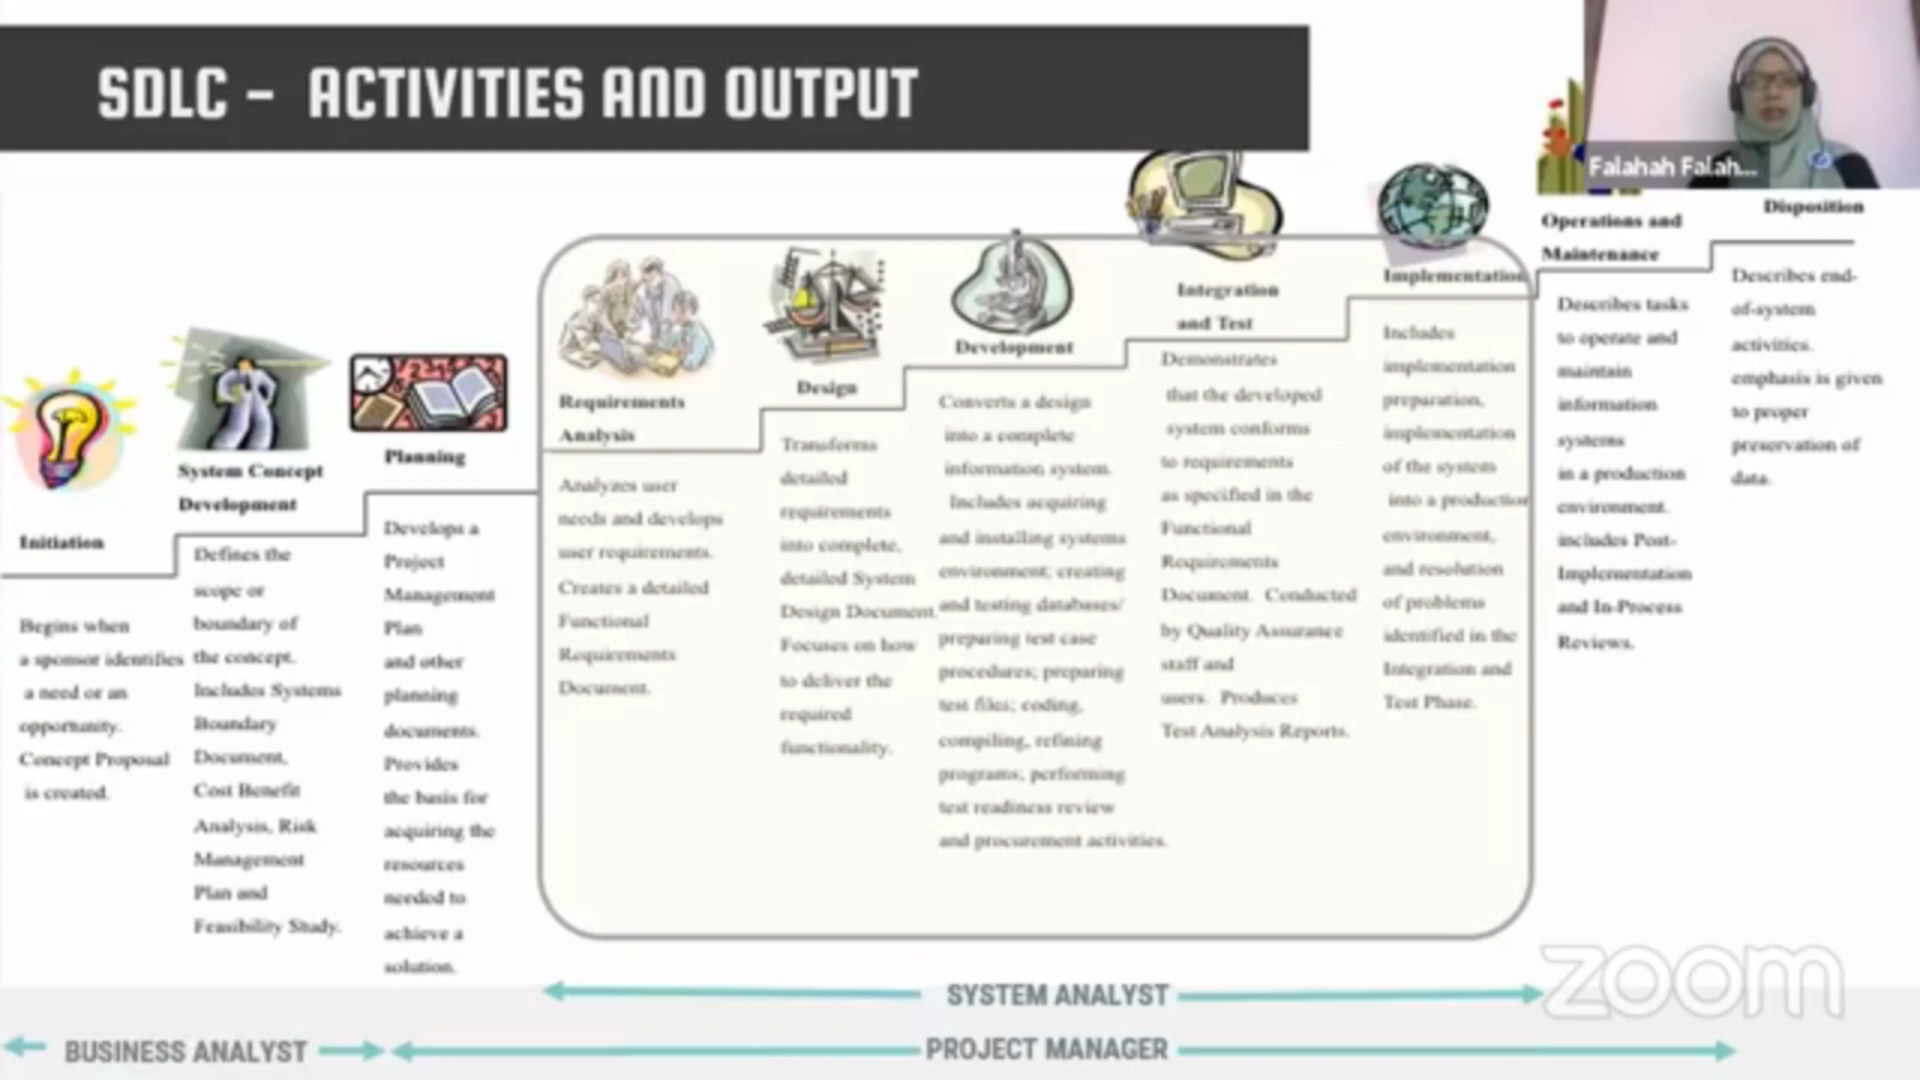 SDLC - ACTIVITIES AND OUTPUT
Falahah Falah...
Initiation
Begins when
a sponsor identifies
a need or an
opportunity.
Concept Proposal
is created.
System Concept
Development
Defines the
scope or
boundary of
the concept.
Includes Systems
Boundary
Document,
Cost Benefit
Analysis, Risk
Management
Plan and
Feasibility Study.
Planning
Develops a
Project
Management
Plan
and other
planning
documents.
Provides
the basis for
acquiring the
resources
needed to
achieve a
solution.
Requirements
Analysis
Analyzes user
needs and develops
user requirements.
Creates a detailed
Functional
Requirements
Document.
Design
Transforms
detailed
requirements
into complete,
detailed System
Design Document.
Focuses on how
to deliver the
required
functionality.
Development
Converts a design
into a complete
information system.
Includes acquiring
and installing systems
environment; creating
and testing databases/
preparing test case
procedures; preparing
test files; coding,
compiling, refining
programs; performing
test readiness review
and procurement activities.
Integration
and Test
Demonstrates
that the developed
system conforms
to requirements
as specified in the
Functional
Requirements
Document. Conducted
by Quality Assurance
staff and
users. Produces
Test Analysis Reports.
Implementation
Includes
implementation
preparation,
implementation
of the system
into a production
environment,
and resolution
of problems
identified in the
Integration and
Test Phase.
Operations and
Maintenance
Describes tasks
to operate and
maintain
information
systems
in a production
environment.
includes Post-
Implementation
and In-Process
Reviews.
Disposition
Describes end-
of-system
activities.
emphasis is given
to proper
preservation of
data.
SYSTEM ANALYST
BUSINESS ANALYST
PROJECT MANAGER
zoom